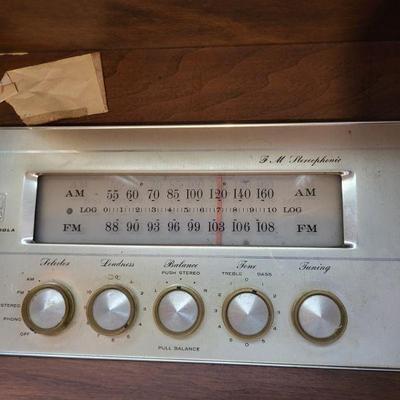 F M Stereophonic
AM 55 60 70 85 100 120 140 160 AM
LOG 0 1 2 3 4 5 6 7 8 9 10 LOG
FM 88 90 93 96 99 103 106 108 FM
Selector Loudness Balance Tone Tuning
PUSH STEREO
TREBLE BASS
AM
FM
STEREO
PHONO
OFF
PULL BALANCE